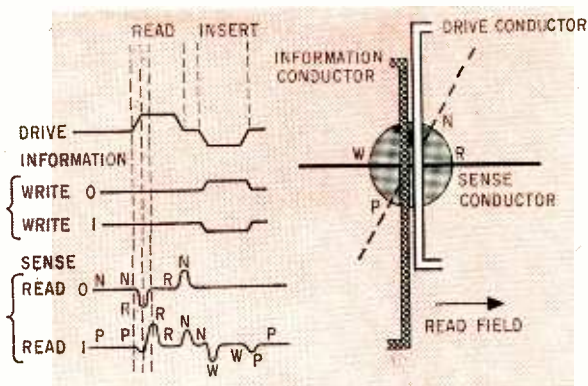 READ INSERT
DRIVE
INFORMATION
WRITE 0
WRITE 1
SENSE
READ 0 N N R R N
READ 1 P P R R N N W W P P
DRIVE CONDUCTOR
INFORMATION
CONDUCTOR
N
W R
SENSE
CONDUCTOR
P
READ FIELD